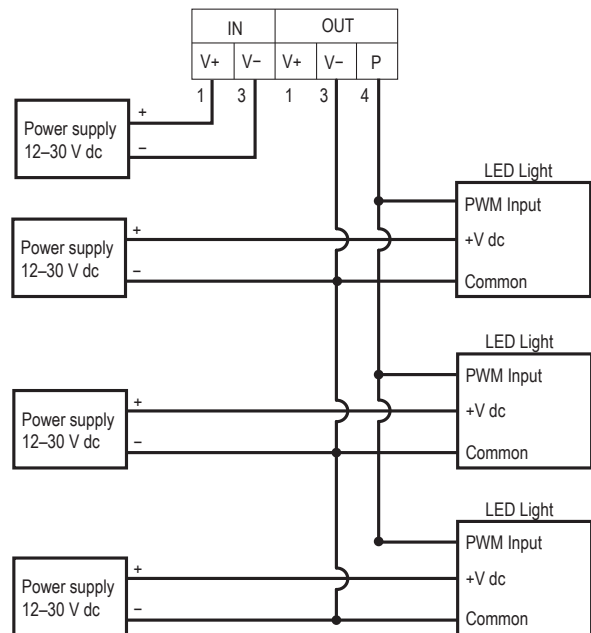 IN OUT
V+ V− V+ V− P
1 3 1 3 4
Power supply
12–30 V dc
+
−
LED Light
PWM Input
+V dc
Common
Power supply
12–30 V dc
+
−
LED Light
PWM Input
+V dc
Common
Power supply
12–30 V dc
+
−
LED Light
PWM Input
+V dc
Common
Power supply
12–30 V dc
+
−